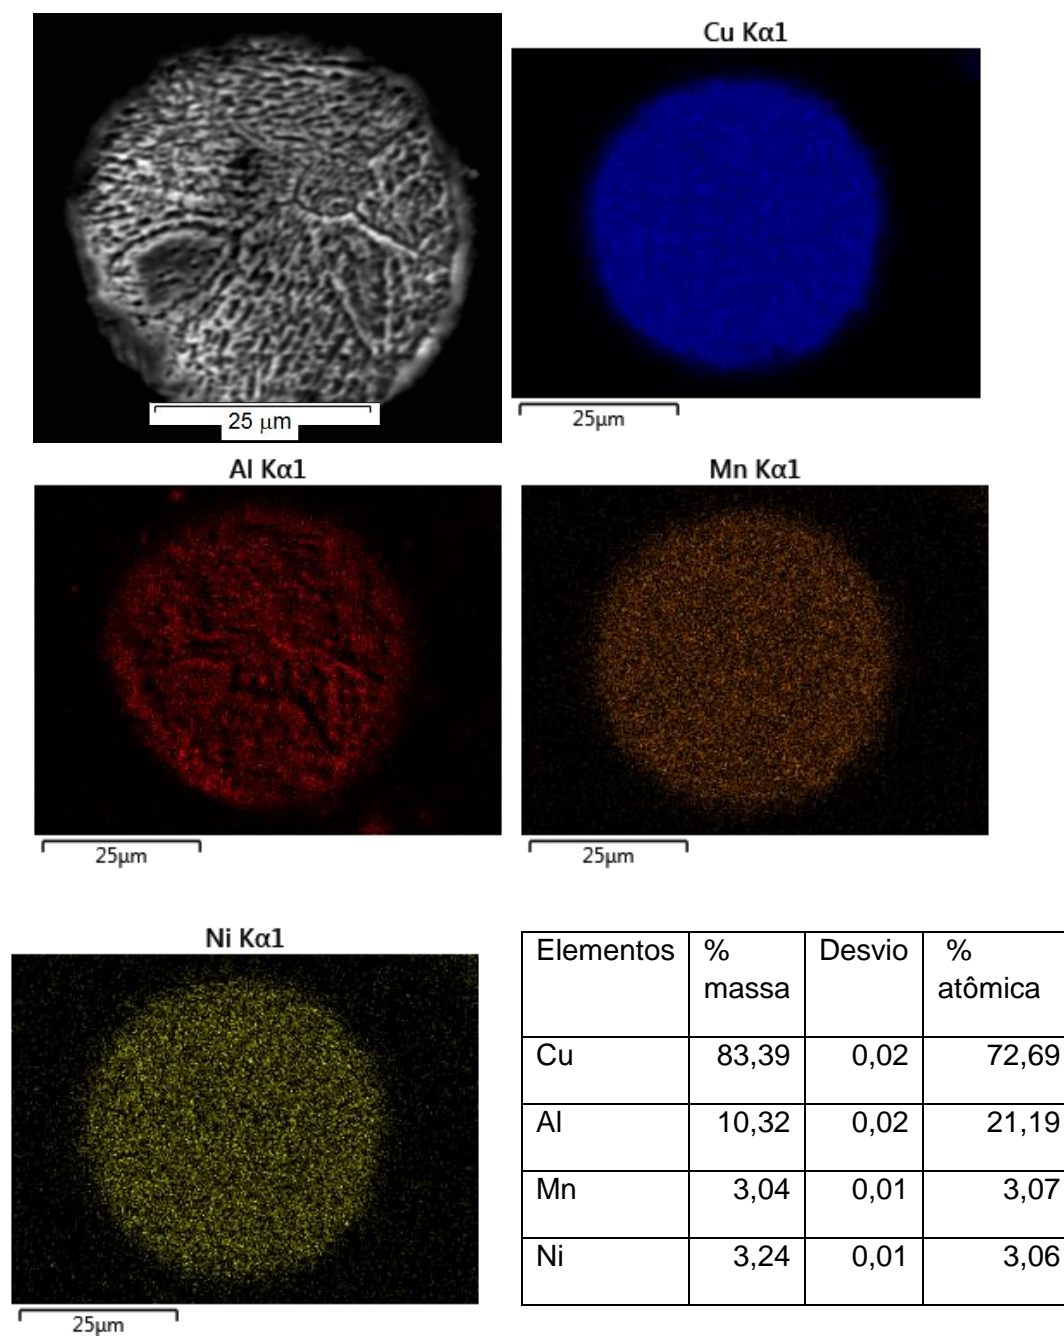 Cu Kα1
25 μm
25μm
Al Kα1
Mn Kα1
25μm
25μm
Ni Kα1
25μm
Elementos % massa Desvio % atômica
Cu 83,39 0,02 72,69
Al 10,32 0,02 21,19
Mn 3,04 0,01 3,07
Ni 3,24 0,01 3,06